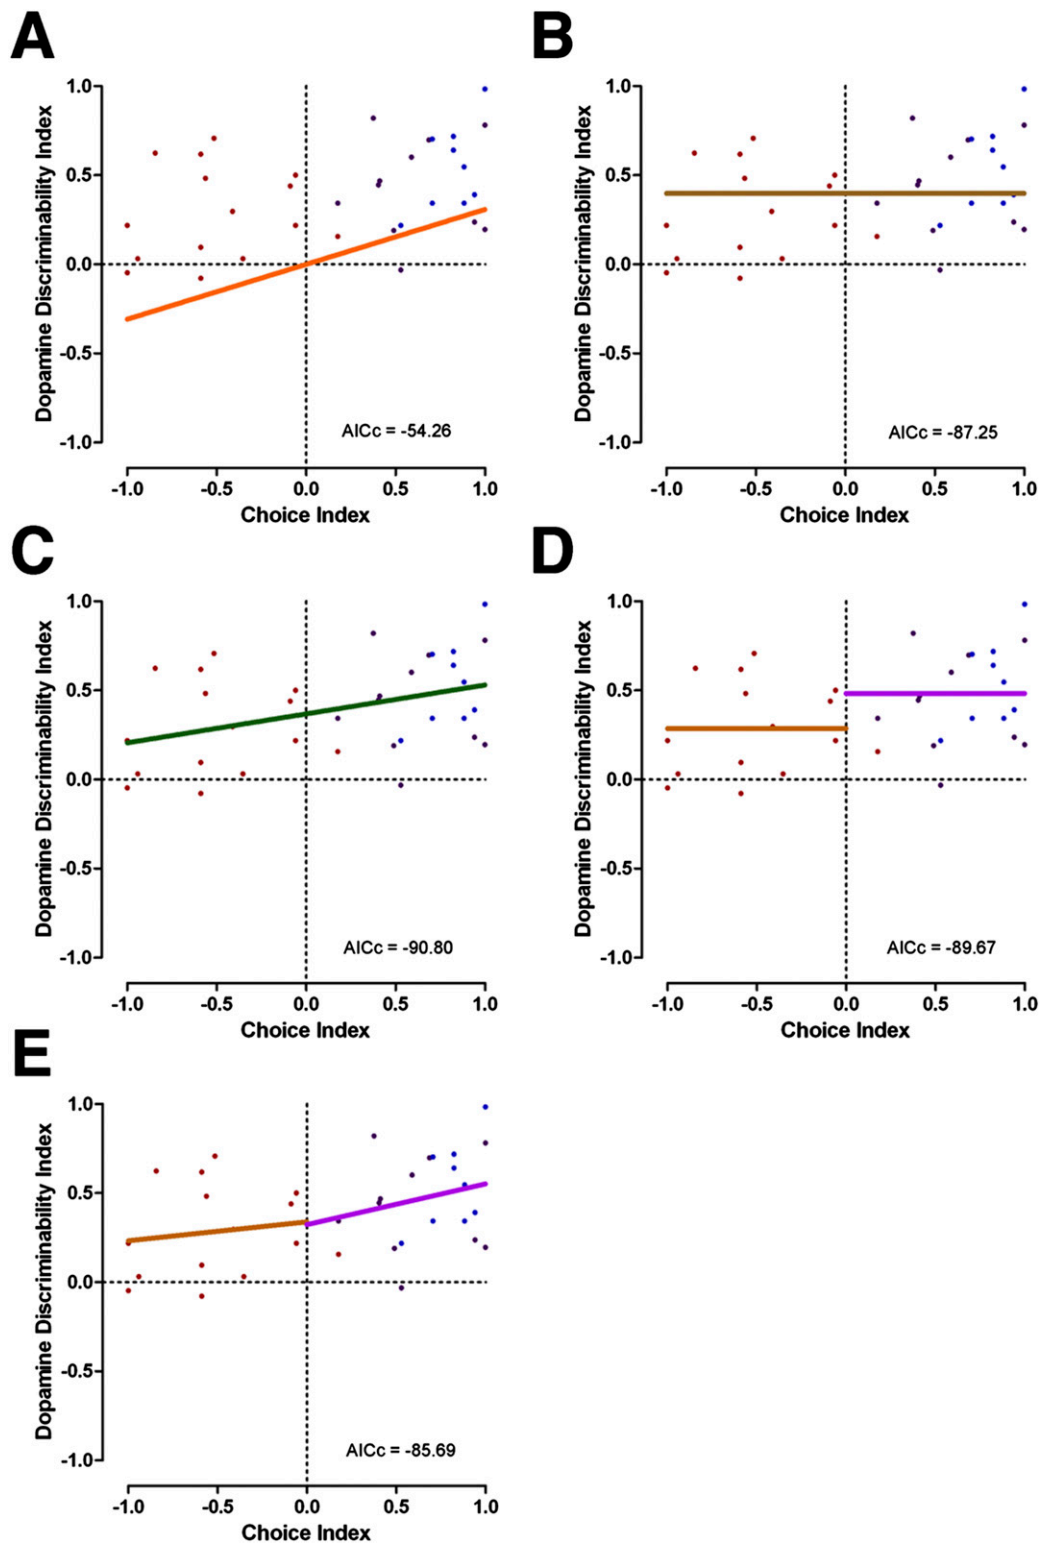 A
Dopamine Discriminability Index
1.0
0.5
0.0
-0.5
-1.0
AICc = -54.26
-1.0 -0.5 0.0 0.5 1.0
Choice Index
B
Dopamine Discriminability Index
1.0
0.5
0.0
-0.5
-1.0
AICc = -87.25
-1.0 -0.5 0.0 0.5 1.0
Choice Index
C
Dopamine Discriminability Index
1.0
0.5
0.0
-0.5
-1.0
AICc = -90.80
-1.0 -0.5 0.0 0.5 1.0
Choice Index
D
Dopamine Discriminability Index
1.0
0.5
0.0
-0.5
-1.0
AICc = -89.67
-1.0 -0.5 0.0 0.5 1.0
Choice Index
E
Dopamine Discriminability Index
1.0
0.5
0.0
-0.5
-1.0
AICc = -85.69
-1.0 -0.5 0.0 0.5 1.0
Choice Index